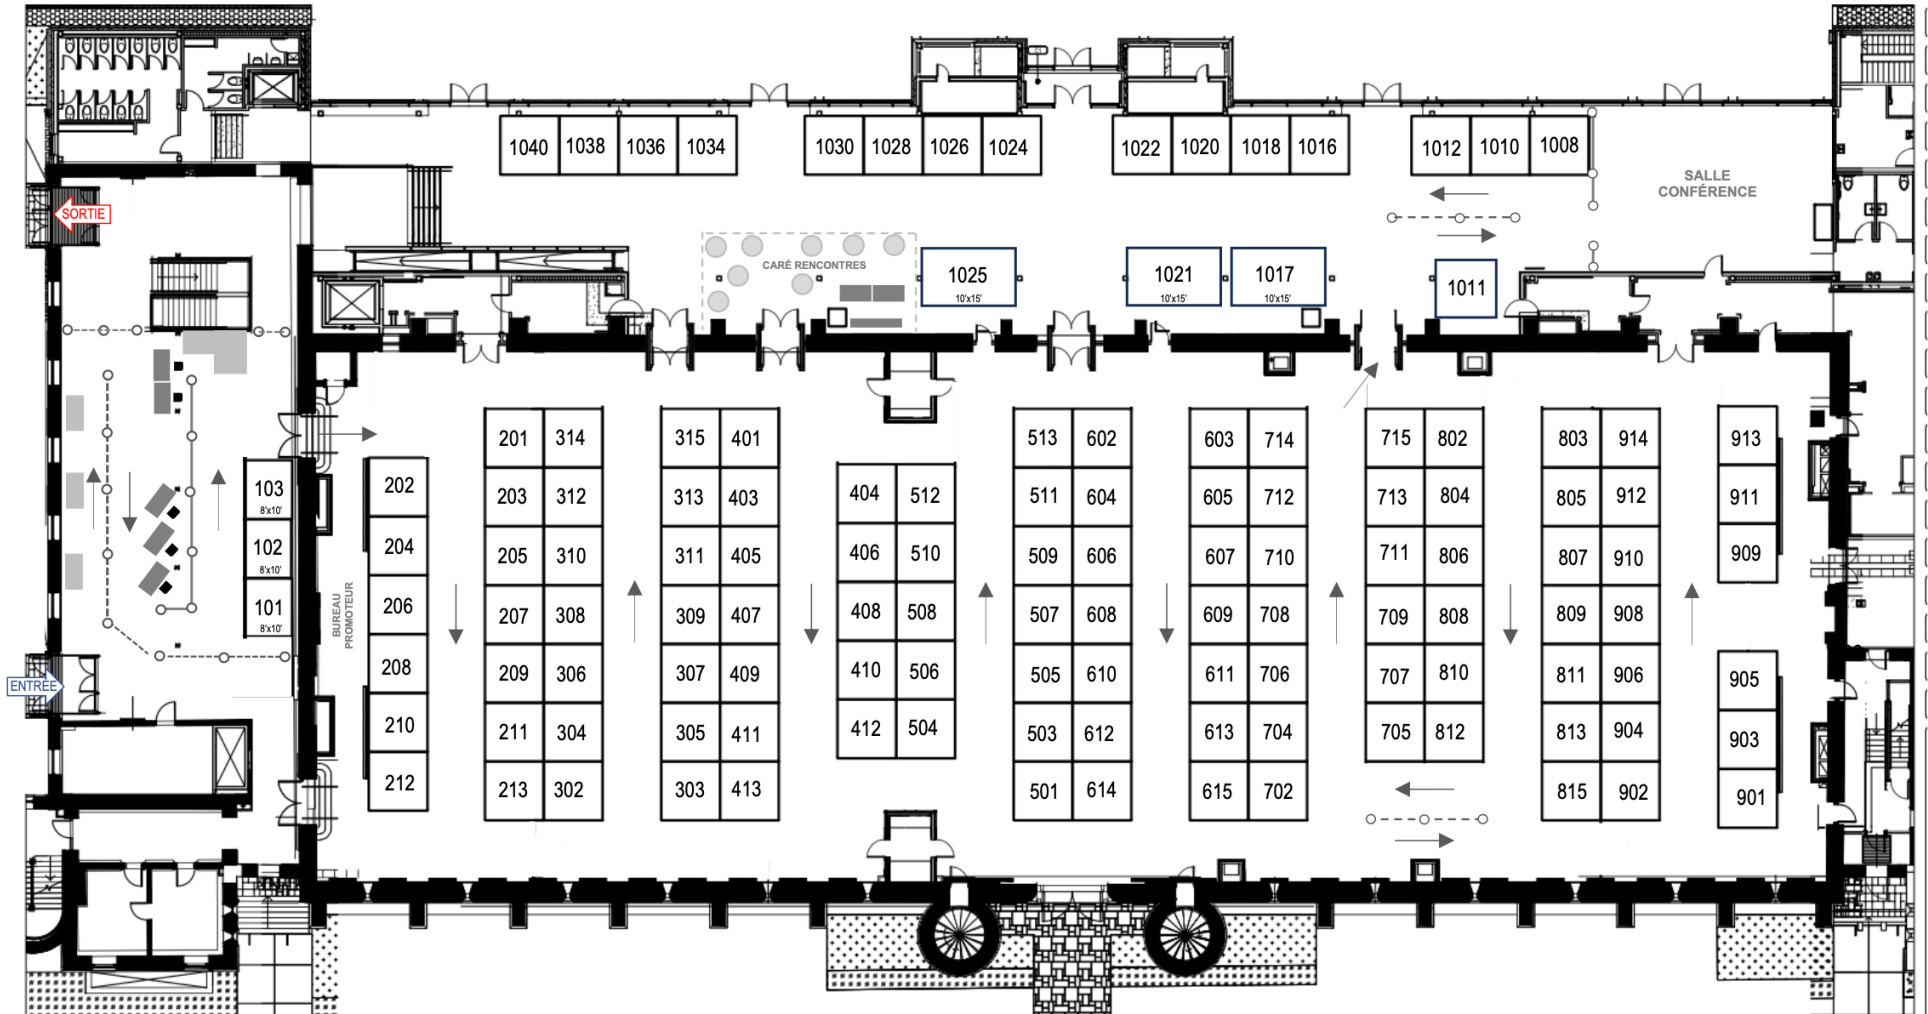 1040 1038 1036 1034 1030 1028 1026 1024 1022 1020 1018 1016 1012 1010 1008
SALLE
CONFÉRENCE
SORTIE
CARÉ RENCONTRES
1025
10'x15'
1021
10'x15'
1017
10'x15'
1011
201 314 315 401 513 602 603 714 715 802 803 914 913
103
8'x10'
202 203 312 313 403 404 512 511 604 605 712 713 804 805 912 911
102
8'x10'
204 205 310 311 405 406 510 509 606 607 710 711 806 807 910 909
101
8'x10'
BUREAU
PROMOTEUR
206 207 308 309 407 408 508 507 608 609 708 709 808 809 908
ENTRÉE
208 209 306 307 409 410 506 505 610 611 706 707 810 811 906 905
210 211 304 305 411 412 504 503 612 613 704 705 812 813 904 903
212 213 302 303 413 501 614 615 702 815 902 901